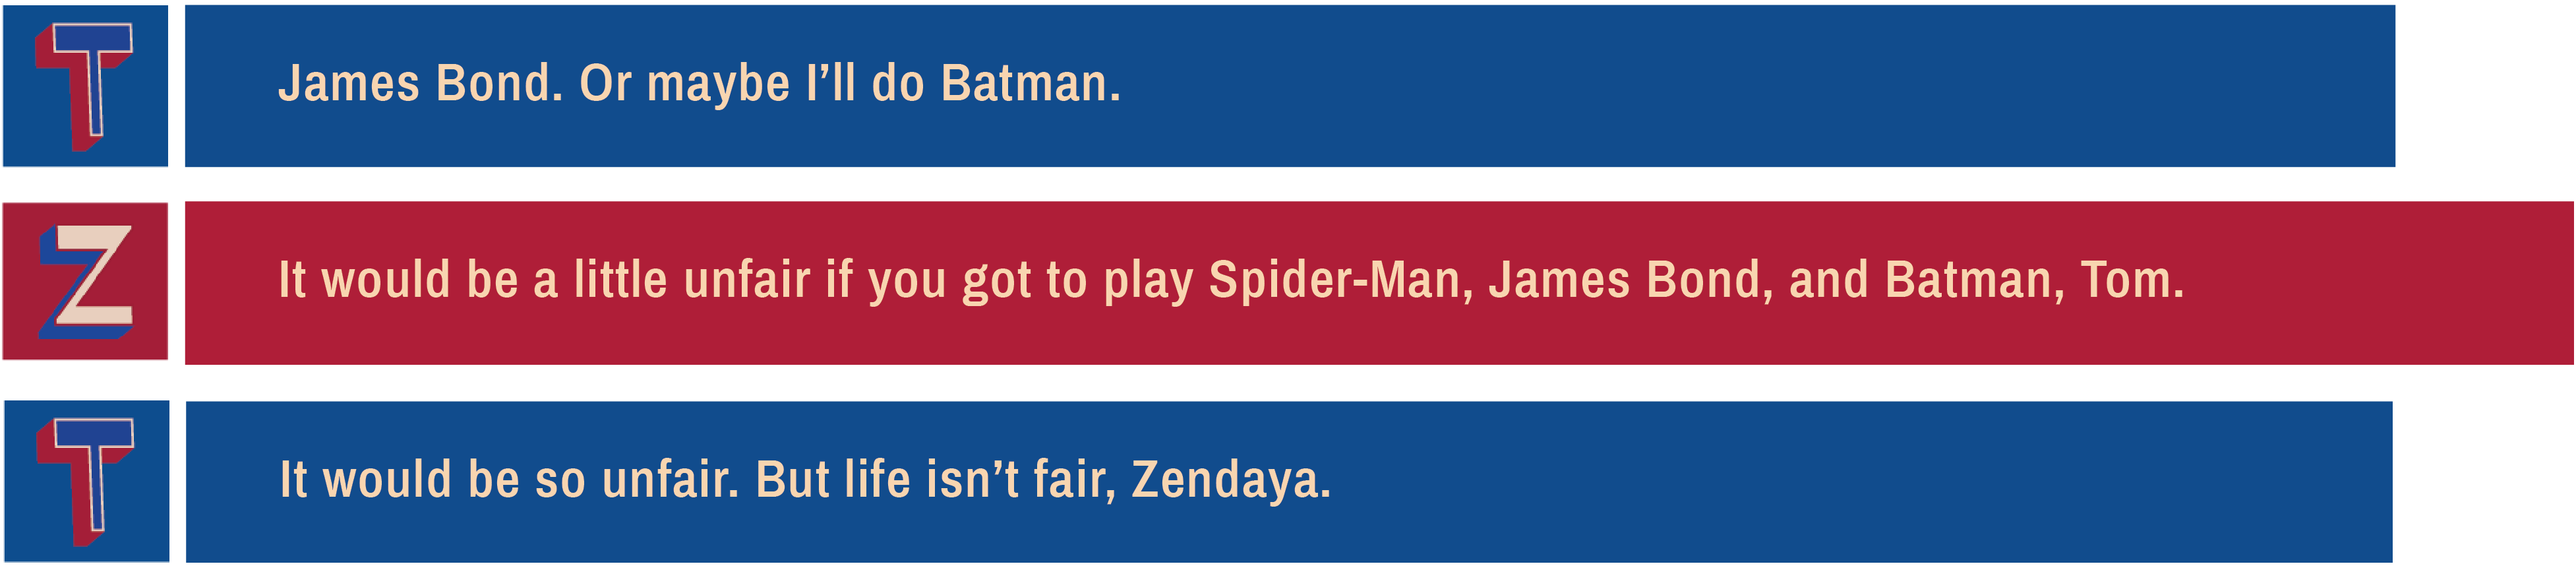 T James Bond. Or maybe I’ll do Batman.
Z It would be a little unfair if you got to play Spider-Man, James Bond, and Batman, Tom.
T It would be so unfair. But life isn’t fair, Zendaya.